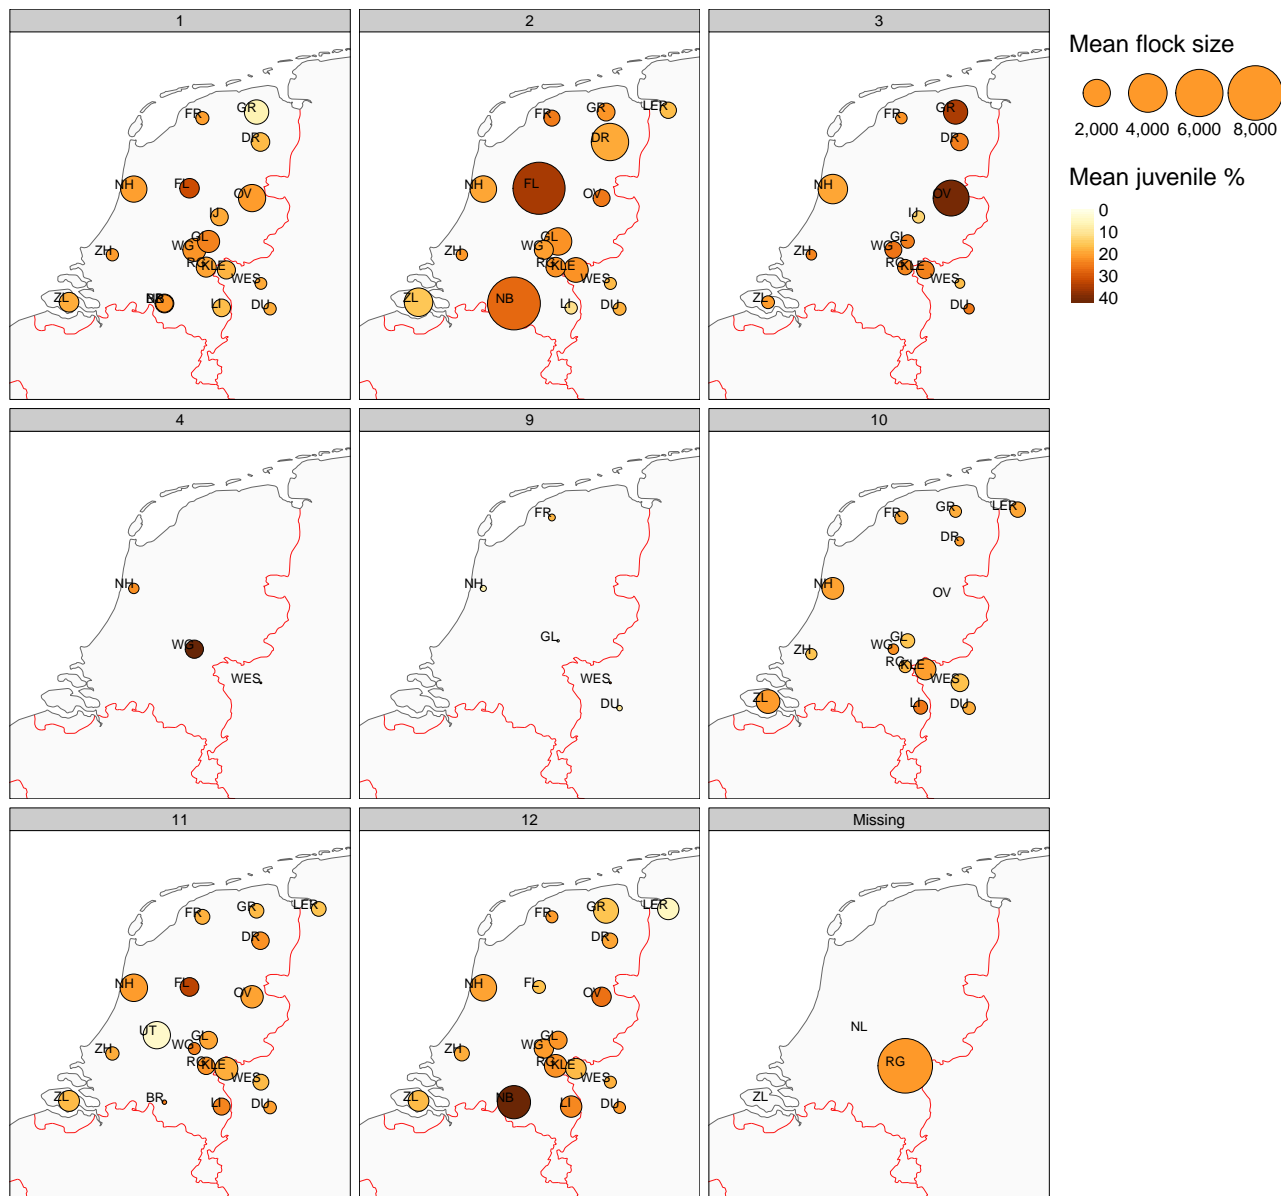 1
FR
GR
DR
NH
FL
OV
IJ
ZH
WG
GL
RG
KLE
WES
ZL
LI
DU
2
FR
GR
LER
DR
NH
FL
OV
ZH
WG
GL
RG
KLE
WES
ZL
NB
LI
DU
3
FR
GR
DR
NH
OV
IJ
ZH
WG
GL
RG
KLE
WES
ZL
DU
Mean flock size
2,000 4,000 6,000 8,000
Mean juvenile %
0
10
20
30
40
4
NH
WG
WES
9
FR
NH
GL
WES
DU
10
FR
GR
LER
DR
NH
OV
ZH
WG
GL
RG
KLE
WES
ZL
LI
DU
11
FR
GR
LER
DR
NH
FL
OV
UT
ZH
WG
GL
RG
KLE
WES
ZL
BR
LI
DU
12
FR
GR
LER
DR
NH
FL
OV
ZH
WG
GL
RG
KLE
WES
ZL
NB
LI
DU
Missing
NL
RG
ZL